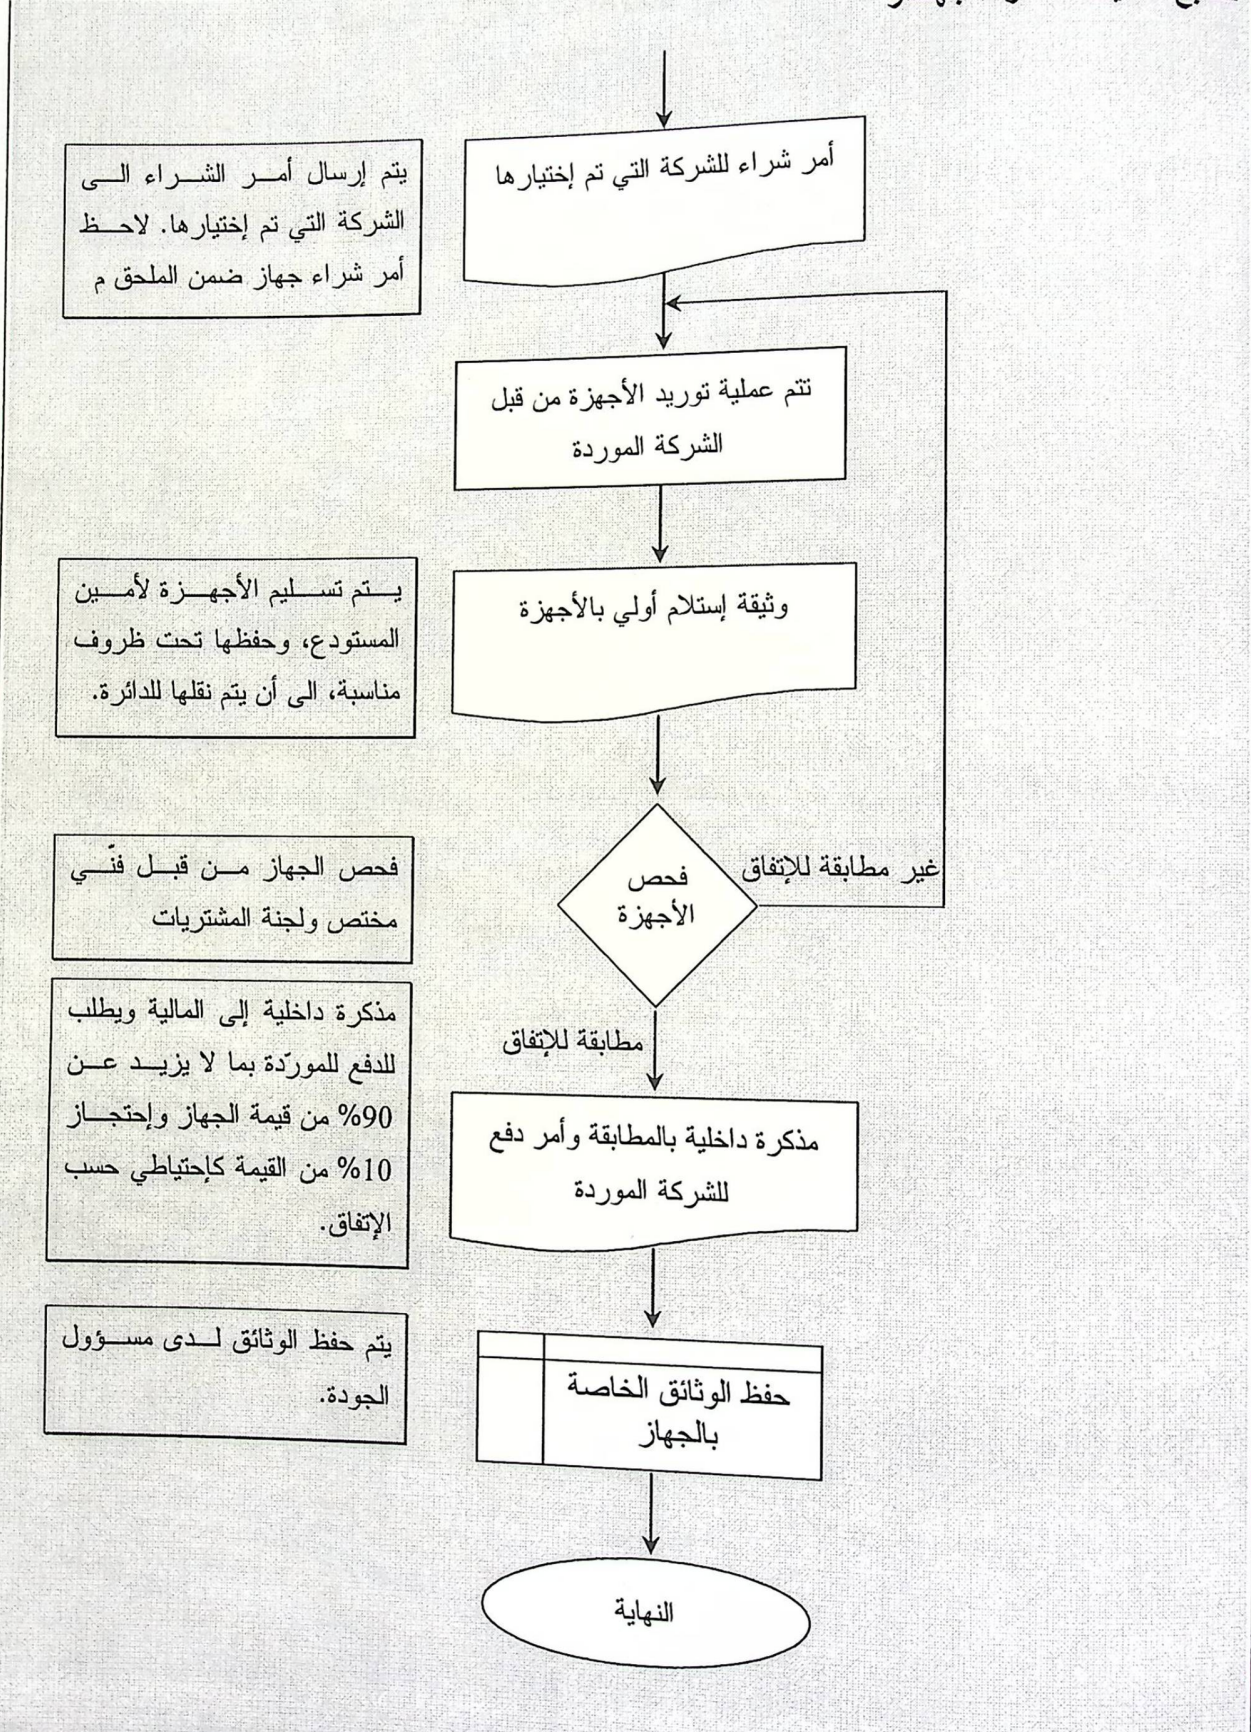 أمر شراء للشركة التي تم إختيارها
يتم إرسال أمر الشراء الى
الشركة التي تم إختيارها. لاحظ
أمر شراء جهاز ضمن الملحق م
تتم عملية توريد الأجهزة من قبل
الشركة الموردة
وثيقة إستلام أولي بالأجهزة
يتم تسليم الأجهزة لأمين
المستودع، وحفظها تحت ظروف
مناسبة، الى أن يتم نقلها للدائرة.
فحص
الأجهزة
غير مطابقة للإتفاق
فحص الجهاز من قبل فنّي
مختص ولجنة المشتريات
مطابقة للإتفاق
مذكرة داخلية بالمطابقة وأمر دفع
للشركة الموردة
مذكرة داخلية إلى المالية ويطلب
للدفع للمورّدة بما لا يزيد عن
90% من قيمة الجهاز وإحتجاز
10% من القيمة كإحتياطي حسب
الإتفاق.
حفظ الوثائق الخاصة
بالجهاز
يتم حفظ الوثائق لدى مسؤول
الجودة.
النهاية